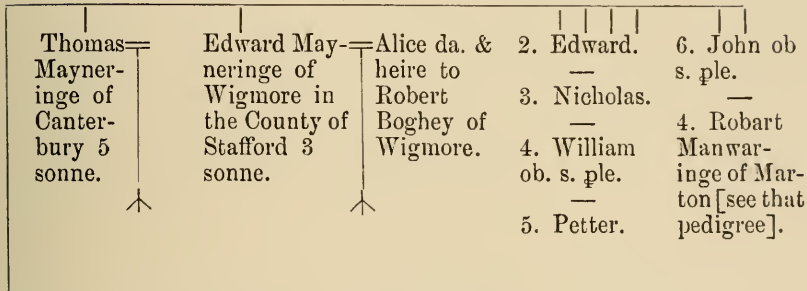 Thomas
Mayner-
inge of
Canter-
bury 5
sonne.
Edward May-
neringe of
Wigmore in
the County of
Stafford 3
sonne.
Alice da. &
heire to
Robert
Boghey of
Wigmore.
2. Edward.
—
3. Nicholas.
—
4. William
ob. s. ple.
—
5. Petter.
6. John ob
s. ple.
—
4. Robart
Manwar-
inge of Mar-
ton [see that
pedigree].